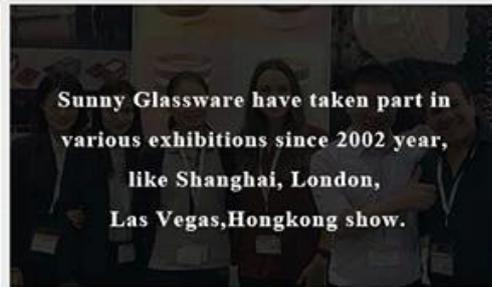 Sunny Glassware have taken part in
various exhibitions since 2002 year,
like Shanghai, London,
Las Vegas,Hongkong show.